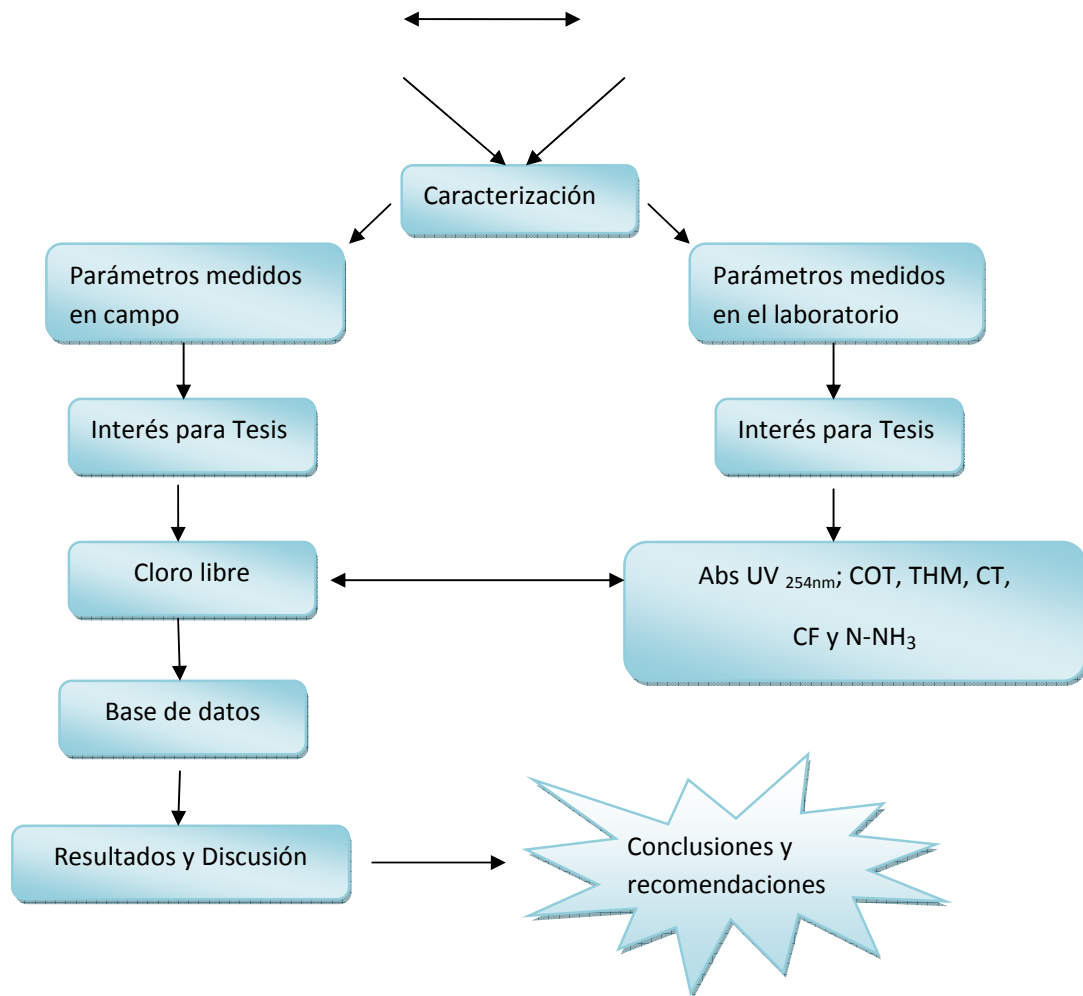 Caracterización
Parámetros medidos
en campo
Parámetros medidos
en el laboratorio
Interés para Tesis
Interés para Tesis
Cloro libre
Abs UV 254nm; COT, THM, CT,
CF y N-NH3
Base de datos
Resultados y Discusión
Conclusiones y
recomendaciones